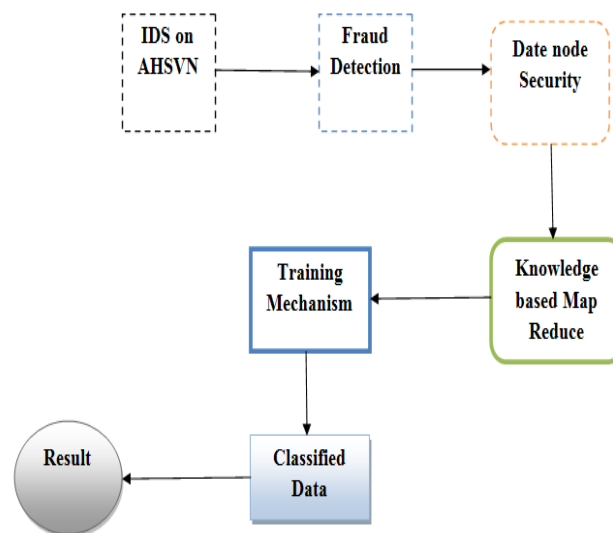 IDS on
AHSVN
Fraud
Detection
Date node
Security
Knowledge
based Map
Reduce
Training
Mechanism
Classified
Data
Result